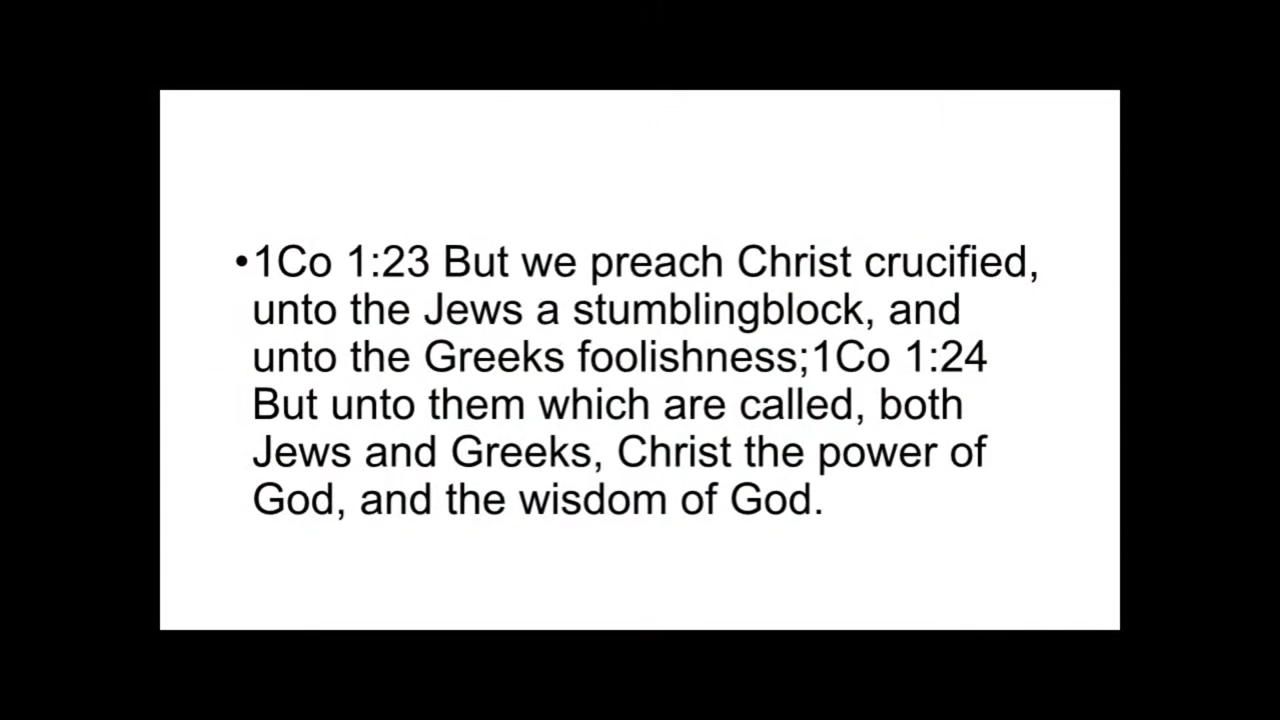 •1Co 1:23 But we preach Christ crucified,
unto the Jews a stumblingblock, and
unto the Greeks foolishness;1Co 1:24
But unto them which are called, both
Jews and Greeks, Christ the power of
God, and the wisdom of God.